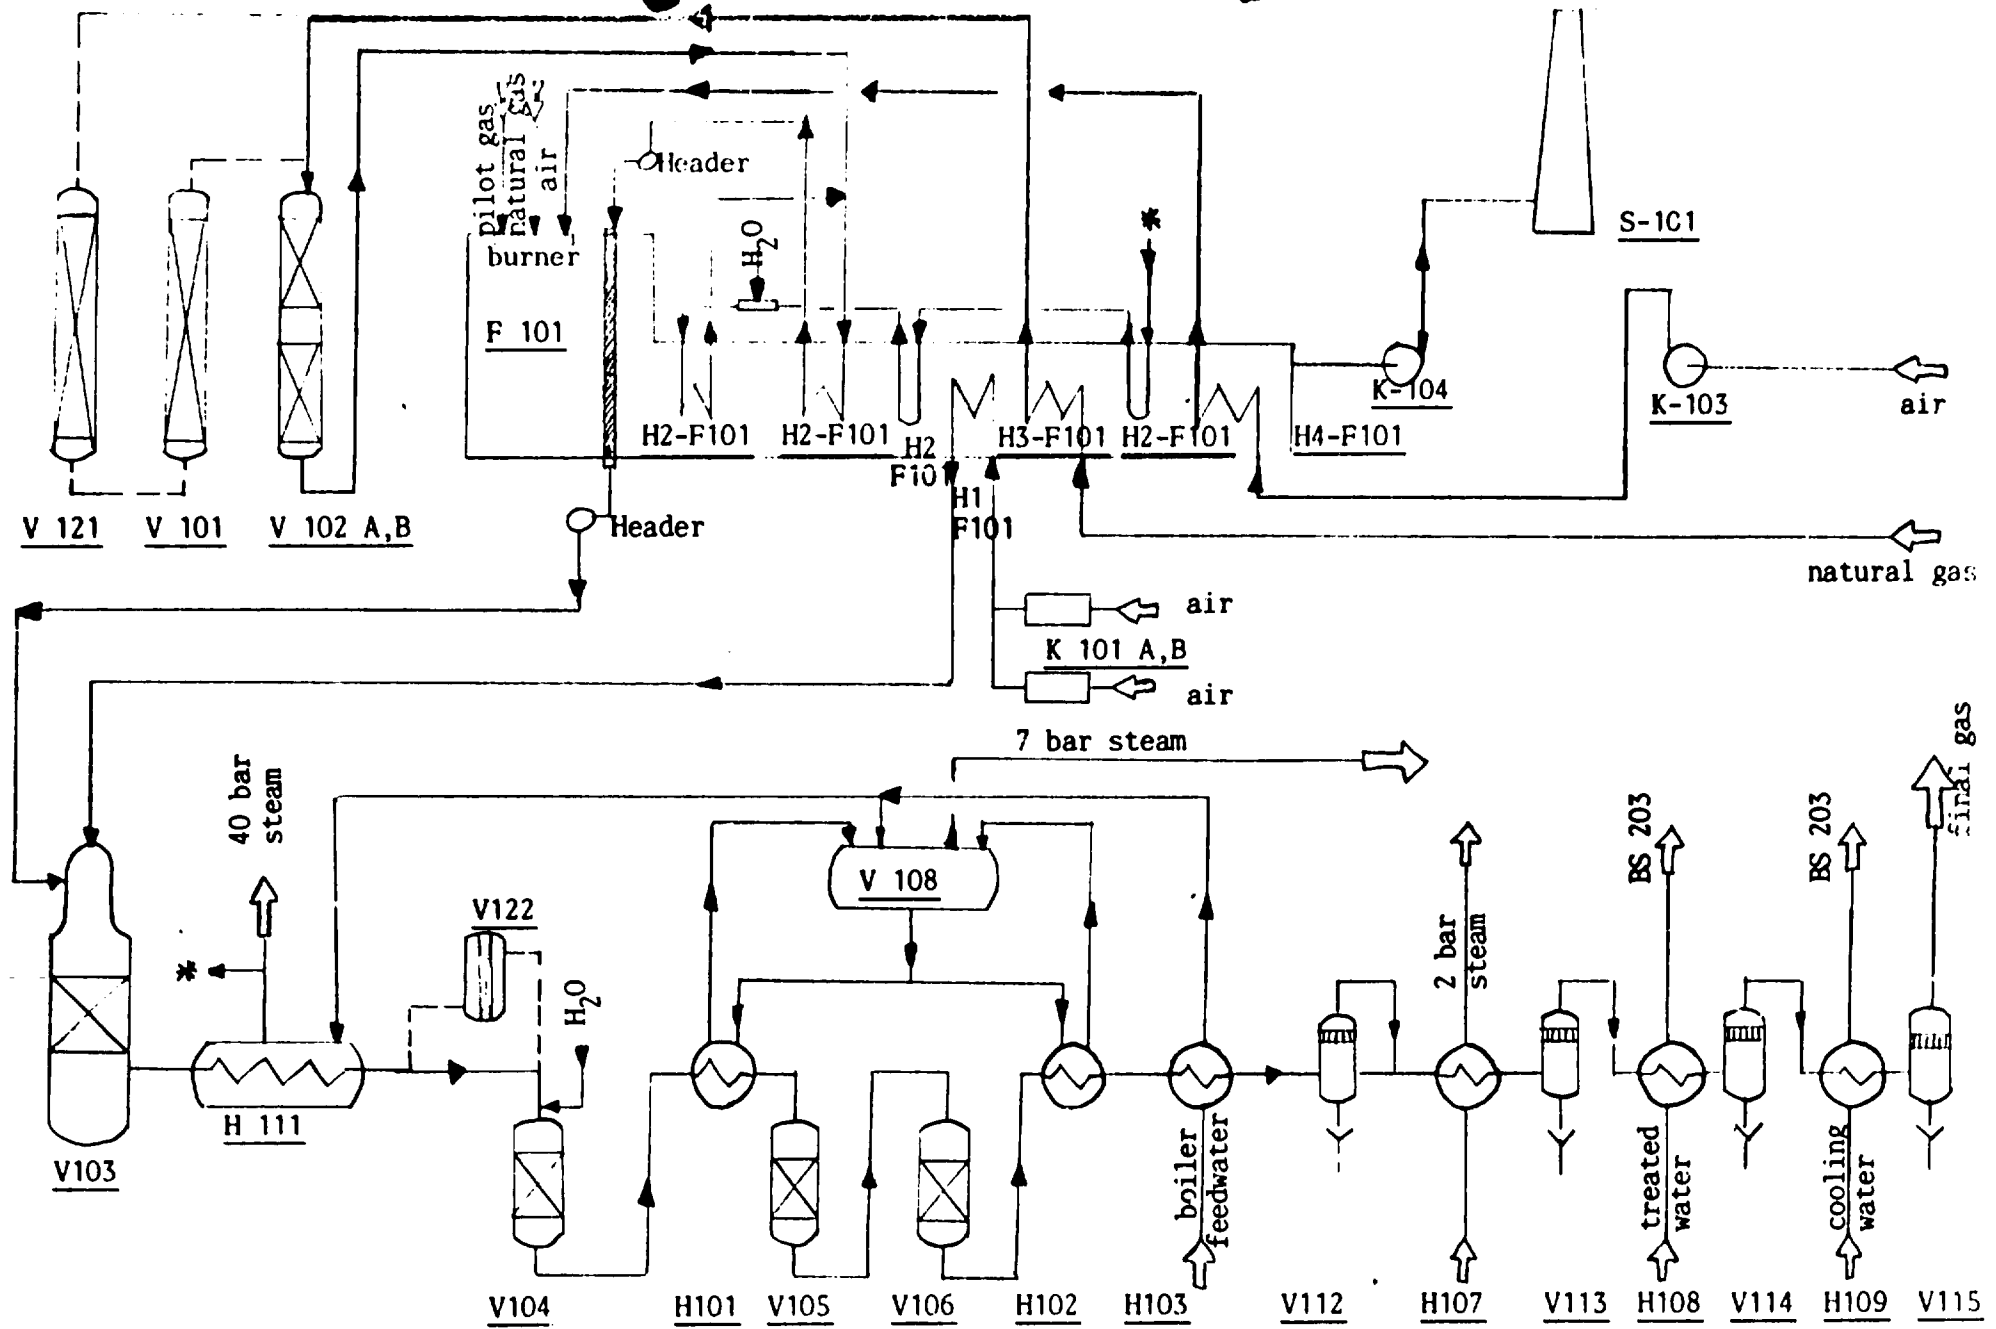 pilot gas
natural gas
air
Header
burner
H2O
*
S-101
F 101
K-104
K-103
air
H2-F101
H2-F101
H2
F101
H3-F101
H2-F101
H4-F101
H1
F101
V 121
V 101
V 102 A,B
Header
natural gas
air
K 101 A,B
air
7 bar steam
final gas
40 bar
steam
BS 203
BS 203
V 108
V122
2 bar
steam
*
H2O
H 111
V103
boiler
feedwater
treated
water
cooling
water
V104
H101
V105
V106
H102
H103
V112
H107
V113
H108
V114
H109
V115